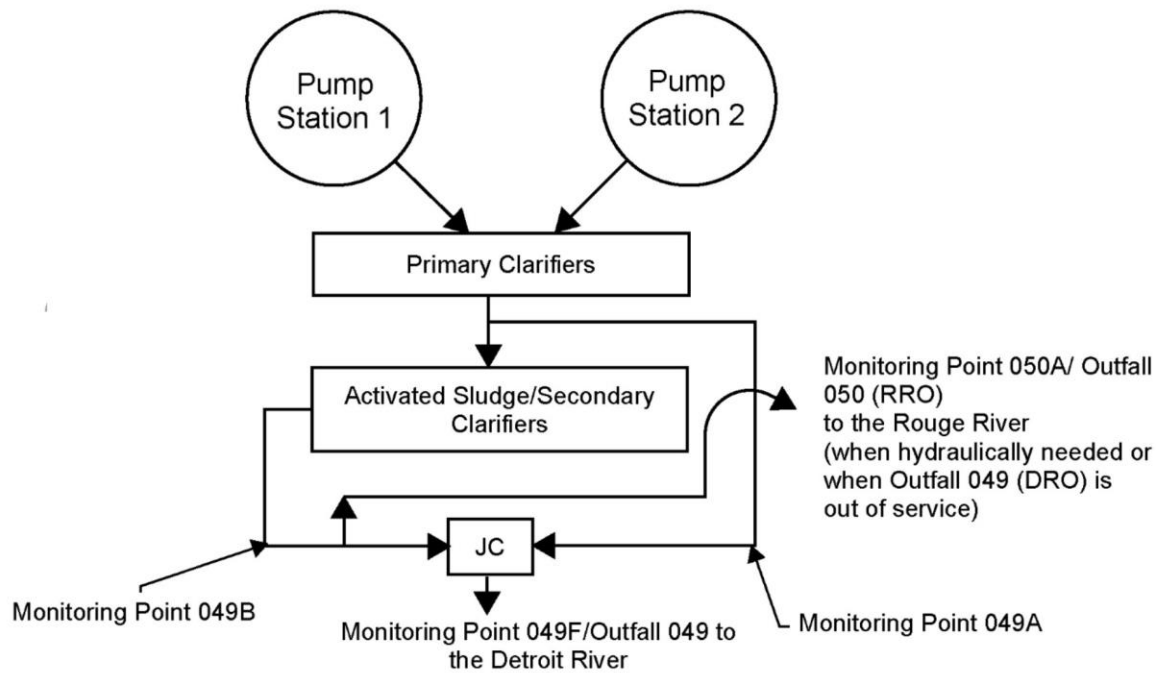 Pump
Station 1
Pump
Station 2
Primary Clarifiers
Activated Sludge/Secondary
Clarifiers
Monitoring Point 050A/ Outfall
050 (RRO)
to the Rouge River
(when hydraulically needed or
when Outfall 049 (DRO) is
out of service)
JC
Monitoring Point 049B
Monitoring Point 049F/Outfall 049 to
the Detroit River
Monitoring Point 049A